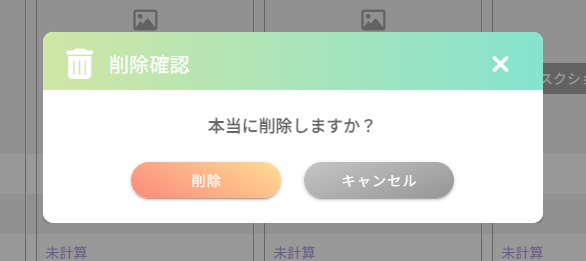 削除確認
スクショ
本当に削除しますか？
削除
キャンセル
未計算
未計算
未計算